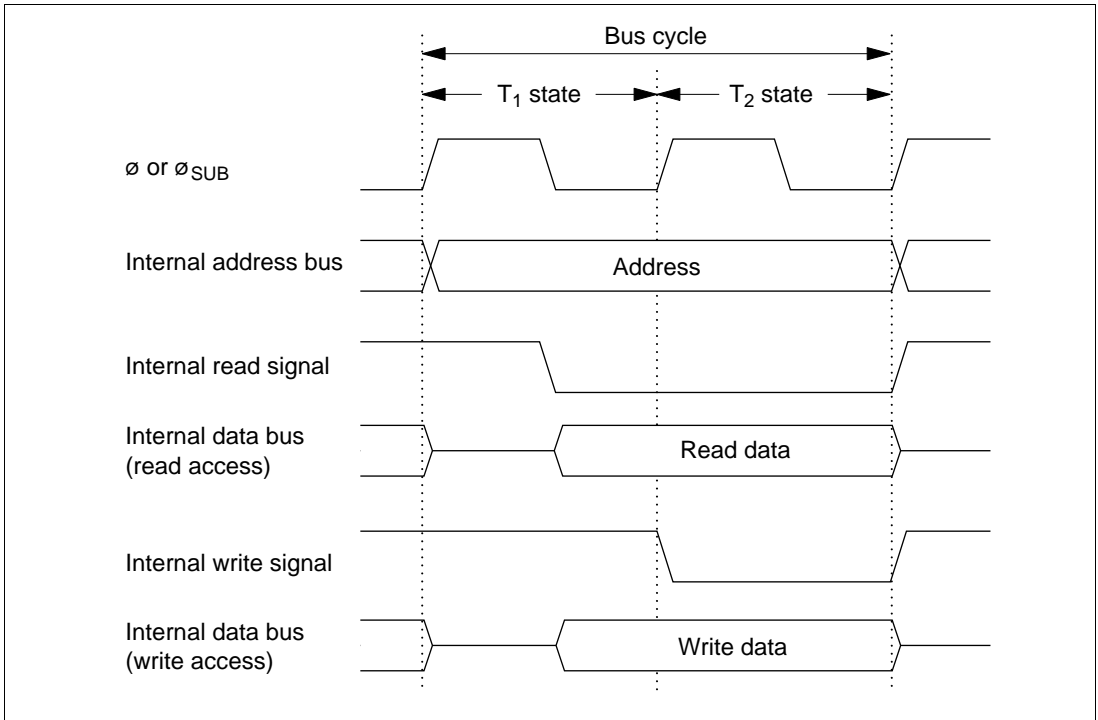 Bus cycle
T₁ state
T₂ state
ø or øSUB
Internal address bus
Address
Internal read signal
Internal data bus
(read access)
Read data
Internal write signal
Internal data bus
(write access)
Write data